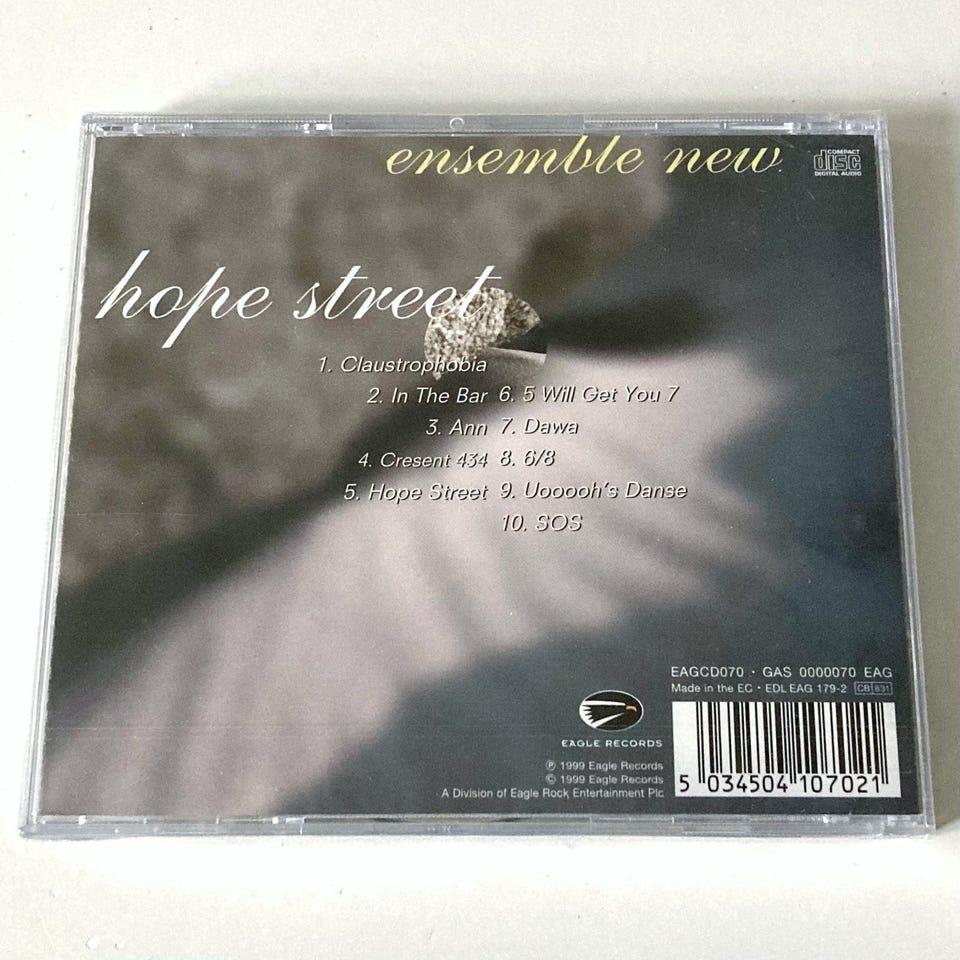 ensemble new.
COMPACT
disc
DIGITAL AUDIO
hope street
1. Claustrophobia
2. In The Bar
3. Ann
4. Cresent 434
5. Hope Street
6. 5 Will Get You 7
7. Dawa
8. 6/8
9. Uooooh's Danse
10. SOS
EAGCD070 · GAS 0000070 EAG
Made in the EC · EDL EAG 179-2 CB 831
EAGLE RECORDS
℗ 1999 Eagle Records
© 1999 Eagle Records
A Division of Eagle Rock Entertainment Plc
5 034504 107021